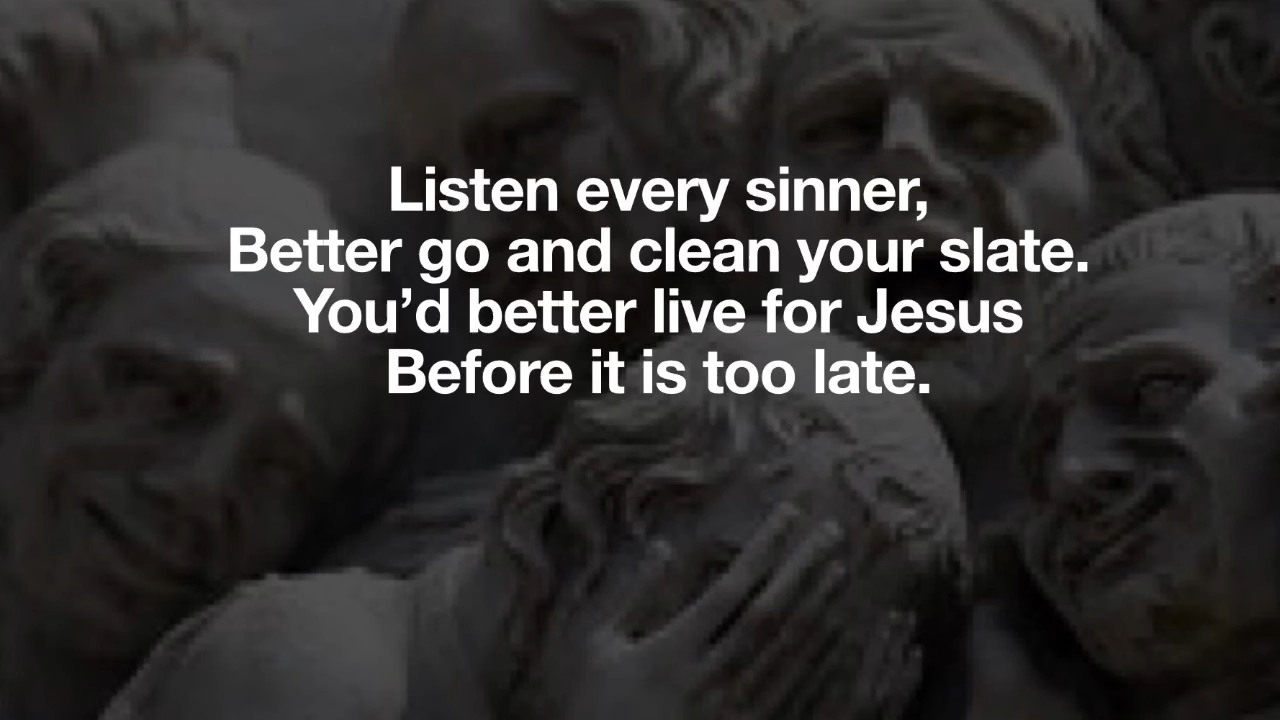 Listen every sinner,
Better go and clean your slate.
You’d better live for Jesus
Before it is too late.